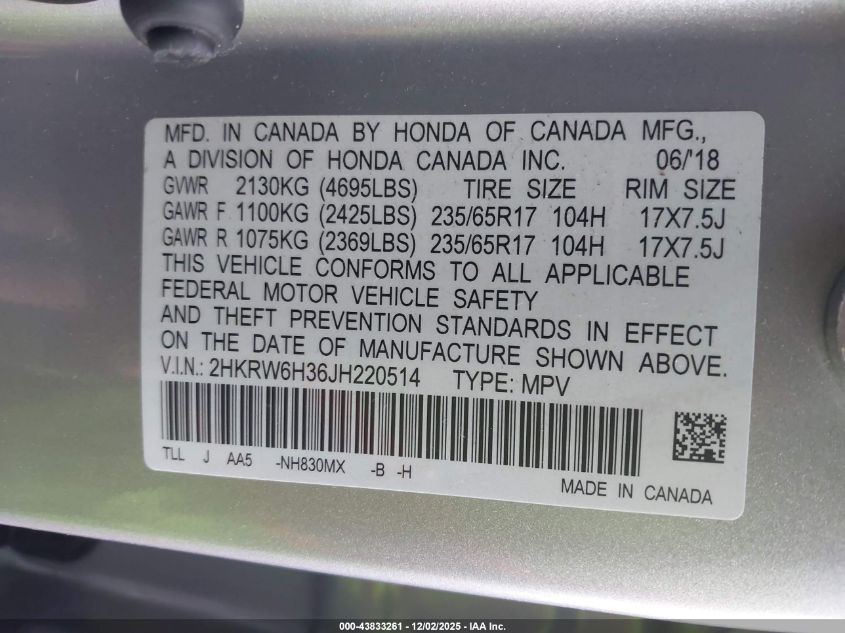 MFD. IN CANADA BY HONDA OF CANADA MFG.,
A DIVISION OF HONDA CANADA INC. 06/'18
GVWR 2130KG (4695LBS) TIRE SIZE RIM SIZE
GAWR F 1100KG (2425LBS) 235/65R17 104H 17X7.5J
GAWR R 1075KG (2369LBS) 235/65R17 104H 17X7.5J
THIS VEHICLE CONFORMS TO ALL APPLICABLE
FEDERAL MOTOR VEHICLE SAFETY
AND THEFT PREVENTION STANDARDS IN EFFECT
ON THE DATE OF MANUFACTURE SHOWN ABOVE.
V.I.N.: 2HKRW6H36JH220514 TYPE: MPV
TLL J AA5 -NH830MX -B -H
MADE IN CANADA
000-43833261 - 12/02/2025 - IAA Inc.